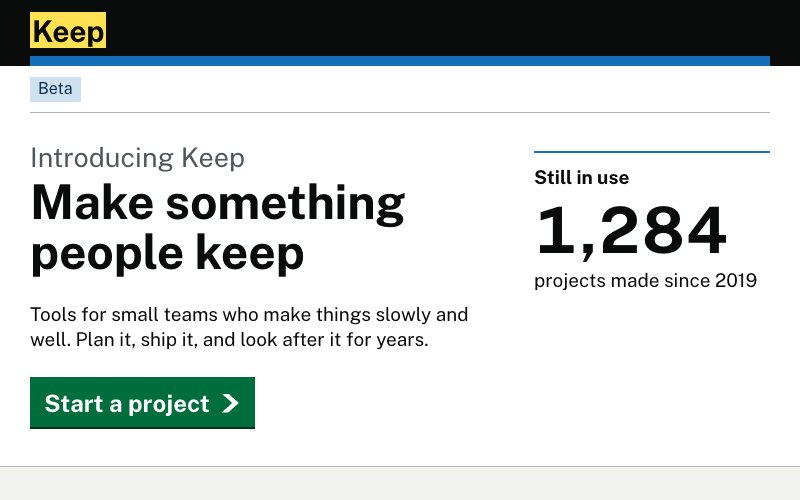 Keep
Beta
Introducing Keep
Make something
people keep
Tools for small teams who make things slowly and
well. Plan it, ship it, and look after it for years.
Start a project
Still in use
1,284
projects made since 2019